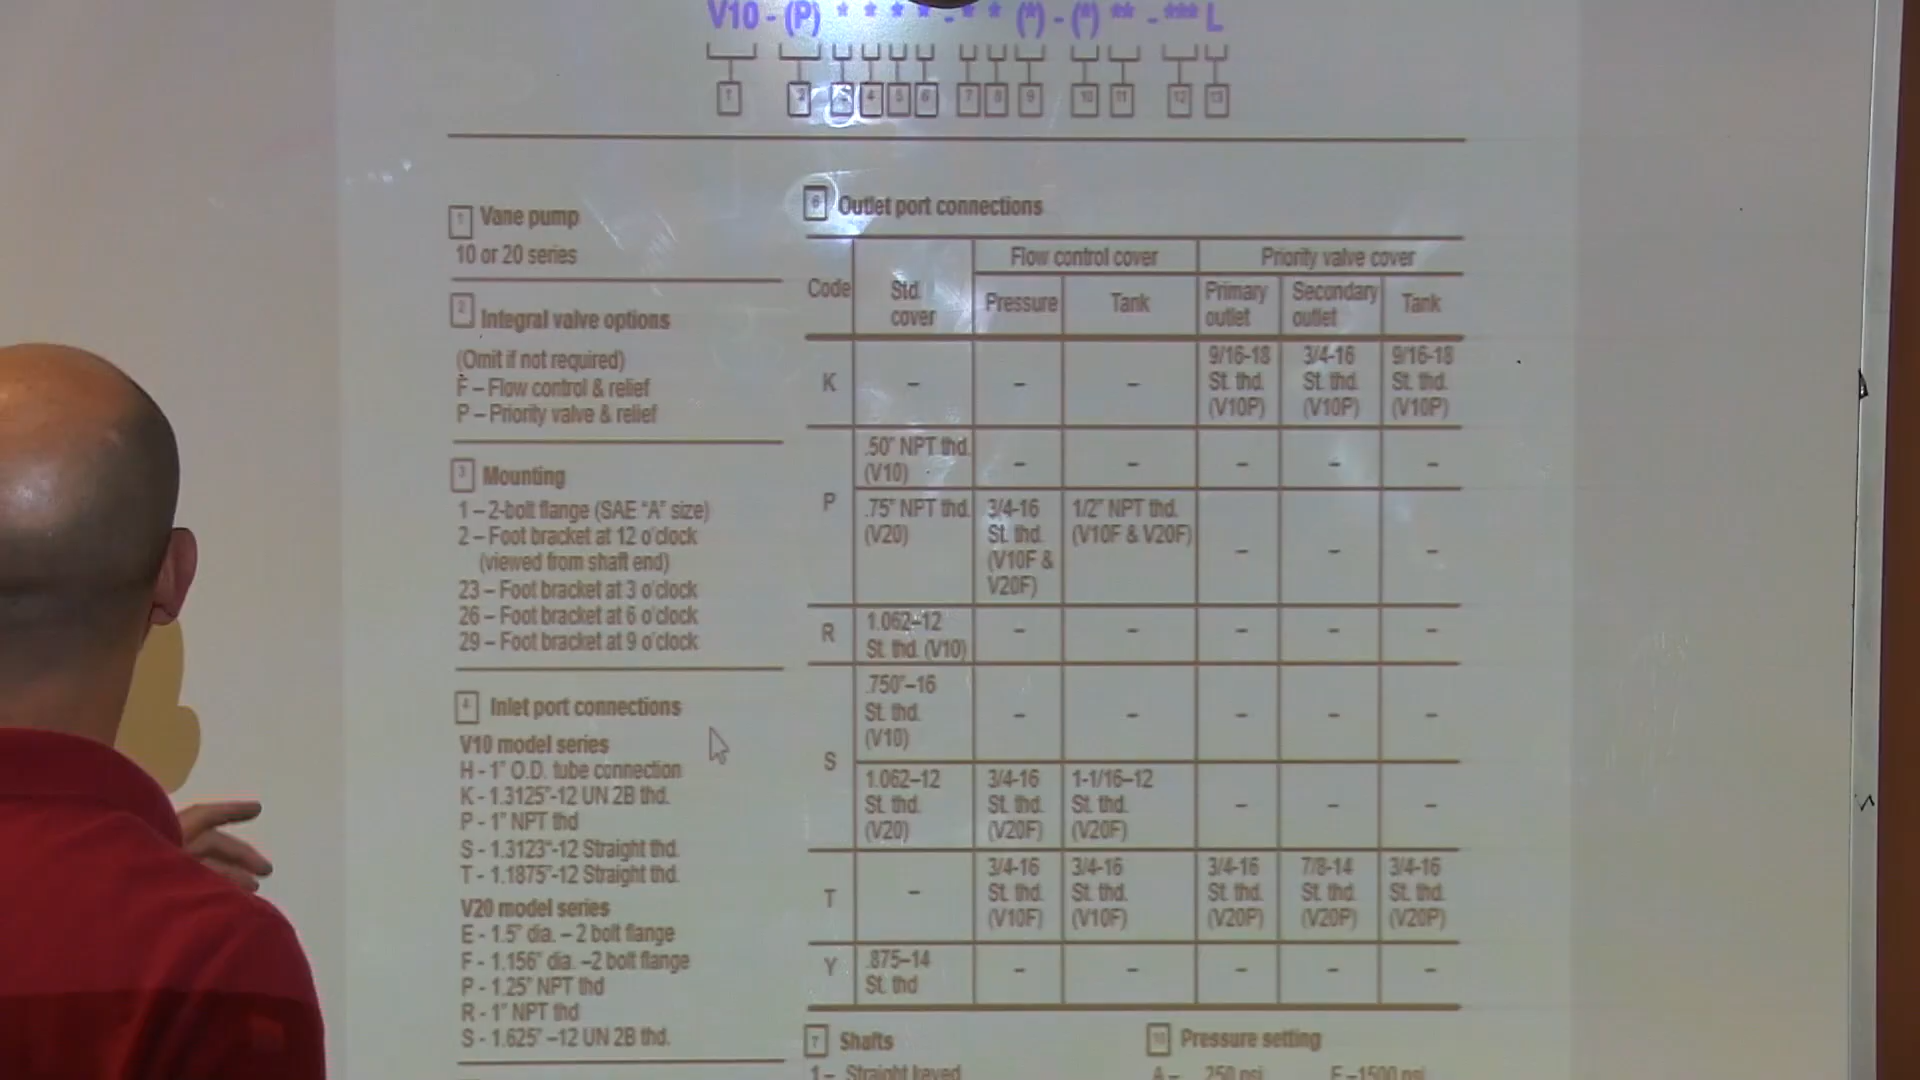 V10 - (P) * * * * - * * (*) - (*) ** - *** L
1 2 3 4 5 6 7 8 9 10 11 12 13
1 Vane pump
10 or 20 series
2 Integral valve options
(Omit if not required)
F – Flow control & relief
P – Priority valve & relief
3 Mounting
1 – 2-bolt flange (SAE "A" size)
2 – Foot bracket at 12 o'clock
(viewed from shaft end)
23 – Foot bracket at 3 o'clock
26 – Foot bracket at 6 o'clock
29 – Foot bracket at 9 o'clock
4 Inlet port connections
V10 model series
H - 1" O.D. tube connection
K - 1.3125"-12 UN 2B thd.
P - 1" NPT thd
S - 1.3123"-12 Straight thd.
T - 1.1875"-12 Straight thd.
V20 model series
E - 1.5" dia. – 2 bolt flange
F - 1.156" dia. –2 bolt flange
P - 1.25" NPT thd
R - 1" NPT thd
S - 1.625" –12 UN 2B thd.
6 Outlet port connections
Flow control cover Priority valve cover
Code Std. cover Pressure Tank Primary outlet Secondary outlet Tank
K – – – 9/16-18 St. thd. (V10P) 3/4-16 St. thd. (V10P) 9/16-18 St. thd. (V10P)
P .50" NPT thd. (V10) – – – – –
.75" NPT thd. (V20) 3/4-16 St. thd. (V10F & V20F) 1/2" NPT thd. (V10F & V20F) – – –
R 1.062–12 St. thd. (V10) – – – – –
S .750"–16 St. thd. (V10) – – – – –
1.062–12 St. thd. (V20) 3/4-16 St. thd. (V20F) 1-1/16–12 St. thd. (V20F) – – –
T – 3/4-16 St. thd. (V10F) 3/4-16 St. thd. (V10F) 3/4-16 St. thd. (V20P) 7/8-14 St. thd. (V20P) 3/4-16 St. thd. (V20P)
Y .875–14 St. thd – – – – –
7 Shafts
1 – Straight keyed
10 Pressure setting
A – 250 psi F –1500 psi